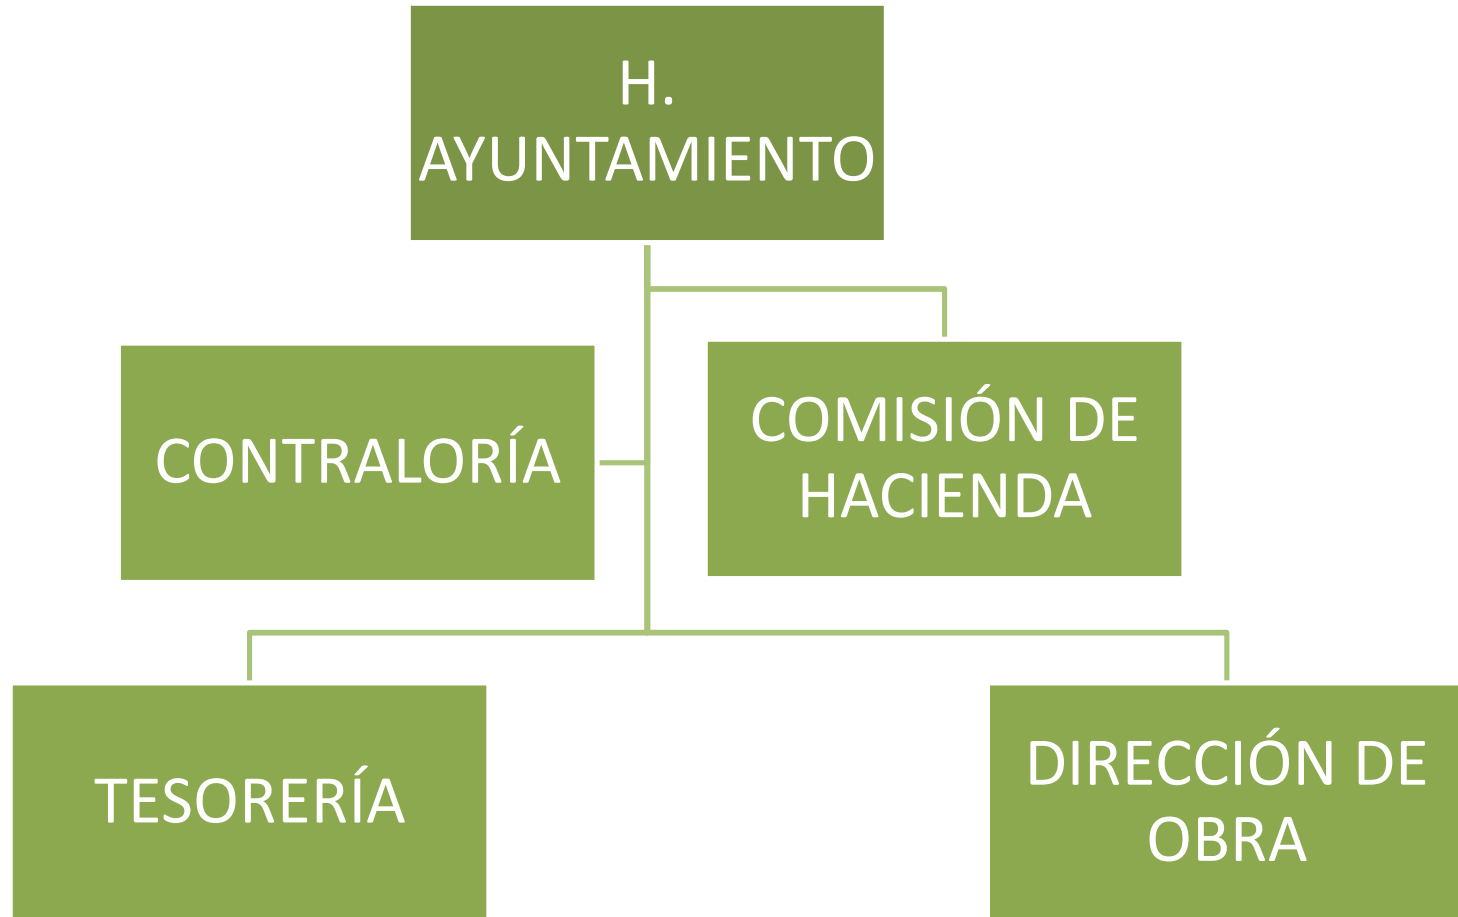 H.
AYUNTAMIENTO
CONTRALORÍA
COMISIÓN DE
HACIENDA
TESORERÍA
DIRECCIÓN DE
OBRA